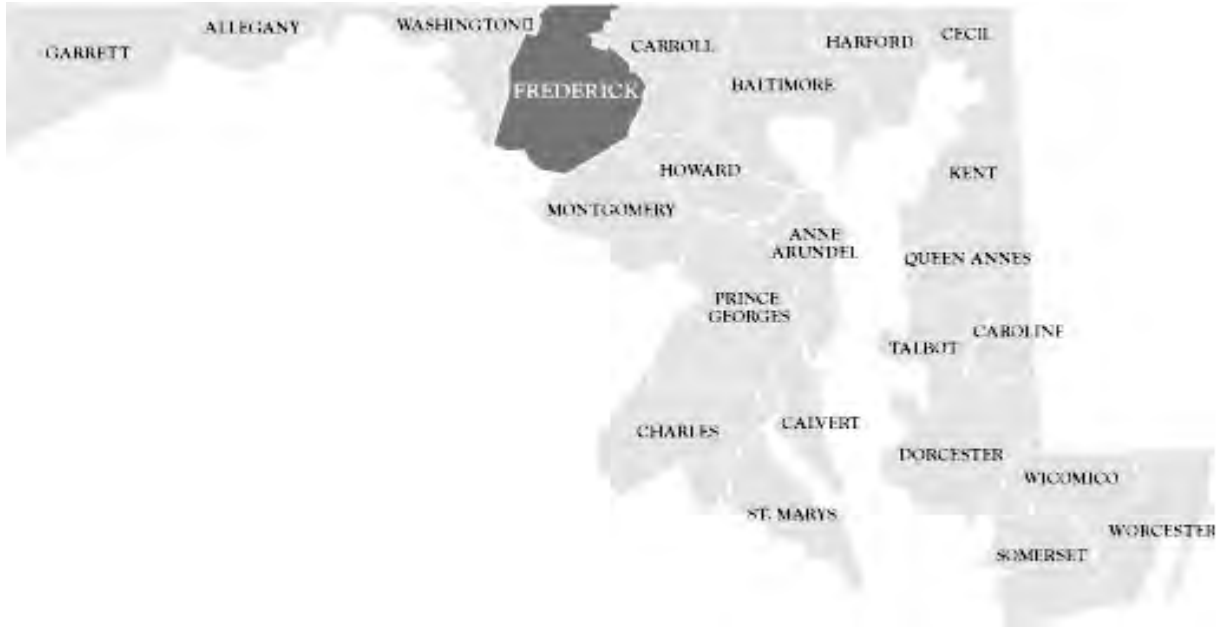 ALLEGANY
WASHINGTON
GARRETT
CARROLL
HARFORD
CECIL
FREDERICK
BALTIMORE
HOWARD
KENT
MONTGOMERY
ANNE
ARUNDEL
QUEEN ANNES
PRINCE
GEORGES
TALBOT
CAROLINE
CHARLES
CALVERT
DORCESTER
WICOMICO
ST. MARYS
WORCESTER
SOMERSET